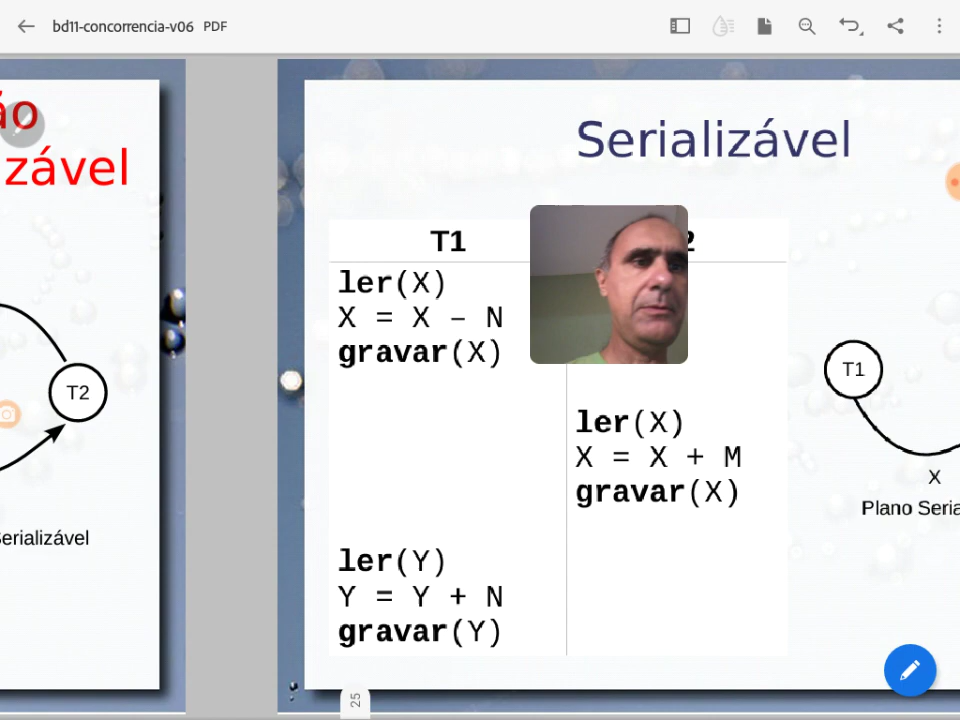 bd11-concorrencia-v06 PDF
zável
T2
erializável
Serializável
T1
ler(X)
X = X – N
gravar(X)
ler(X)
X = X + M
gravar(X)
ler(Y)
Y = Y + N
gravar(Y)
T1
X
Plano Seria
25